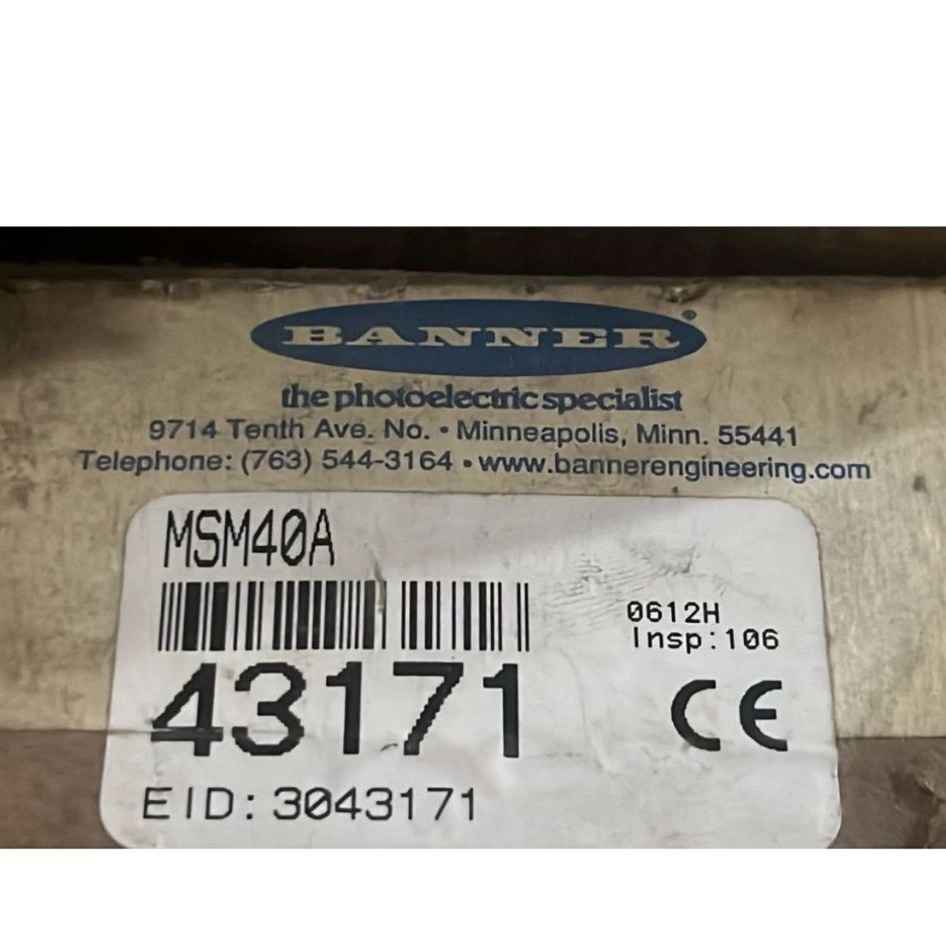 BANNER®
the photoelectric specialist
9714 Tenth Ave. No. • Minneapolis, Minn. 55441
Telephone: (763) 544-3164 • www.bannerengineering.com
MSM40A
0612H
Insp:106
43171
CE
EID: 3043171